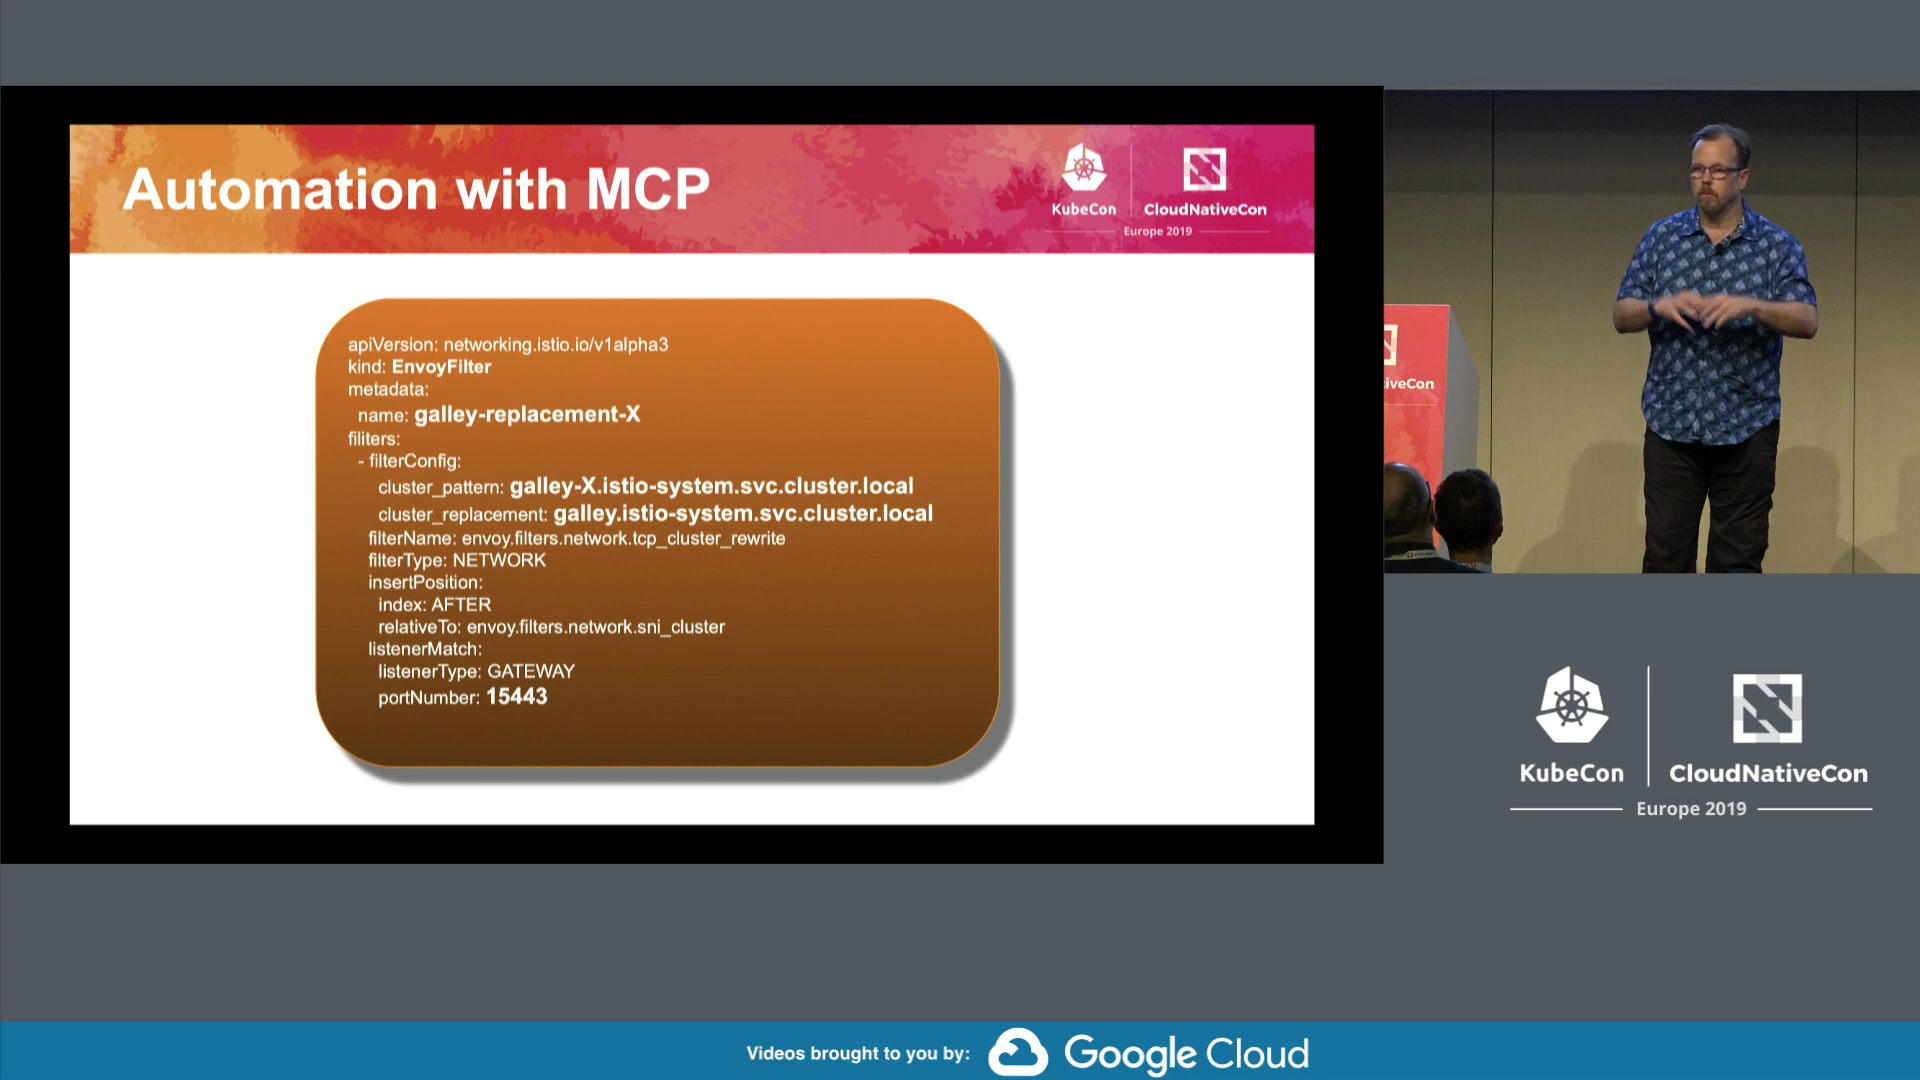 Automation with MCP
KubeCon
CloudNativeCon
Europe 2019
apiVersion: networking.istio.io/v1alpha3
kind: EnvoyFilter
metadata:
name: galley-replacement-X
filiters:
- filterConfig:
cluster_pattern: galley-X.istio-system.svc.cluster.local
cluster_replacement: galley.istio-system.svc.cluster.local
filterName: envoy.filters.network.tcp_cluster_rewrite
filterType: NETWORK
insertPosition:
index: AFTER
relativeTo: envoy.filters.network.sni_cluster
listenerMatch:
listenerType: GATEWAY
portNumber: 15443
iveCon
KubeCon
CloudNativeCon
Europe 2019
Videos brought to you by:
Google Cloud